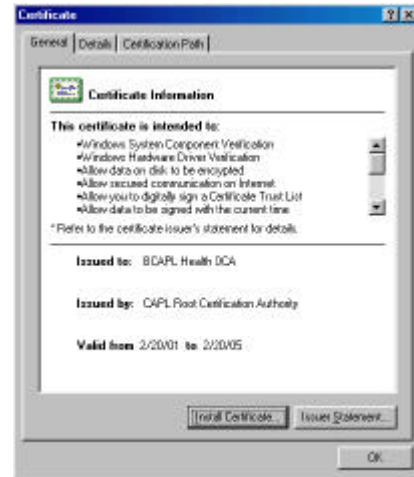 Certificate
General Details Certification Path
Certificate Information
This certificate is intended to:
•Windows System Component Verification
•Windows Hardware Driver Verification
•Allow data on disk to be encrypted
•Allow secured communication on Internet
•Allow you to digitally sign a Certificate Trust List
•Allow data to be signed with the current time
* Refer to the certificate issuer's statement for details.
Issued to: BCAPL Health OCA
Issued by: CAPL Root Certification Authority
Valid from 2/20/01 to 2/20/05
Install Certificate... Issuer Statement...
OK